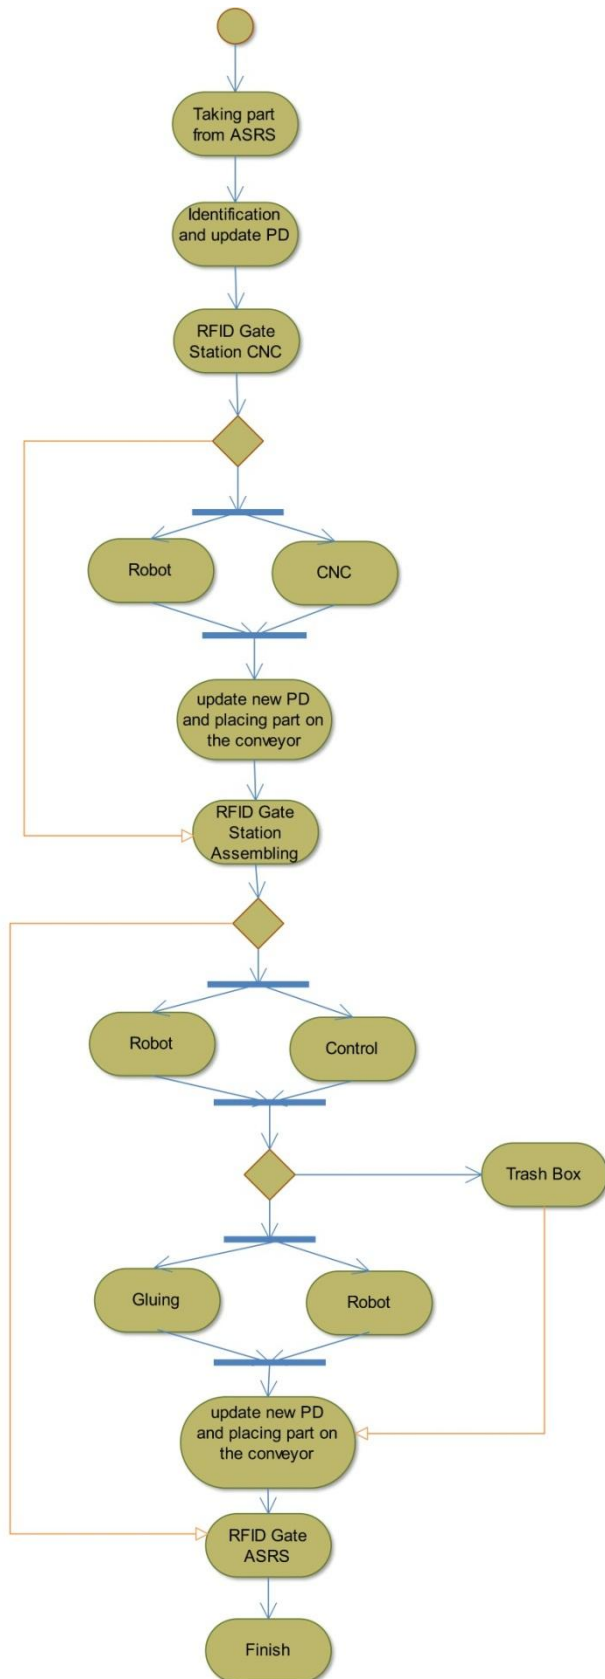 Taking part
from ASRS
Identification
and update PD
RFID Gate
Station CNC
Robot
CNC
update new PD
and placing part on
the conveyor
RFID Gate
Station
Assembling
Robot
Control
Trash Box
Gluing
Robot
update new PD
and placing part on
the conveyor
RFID Gate
ASRS
Finish